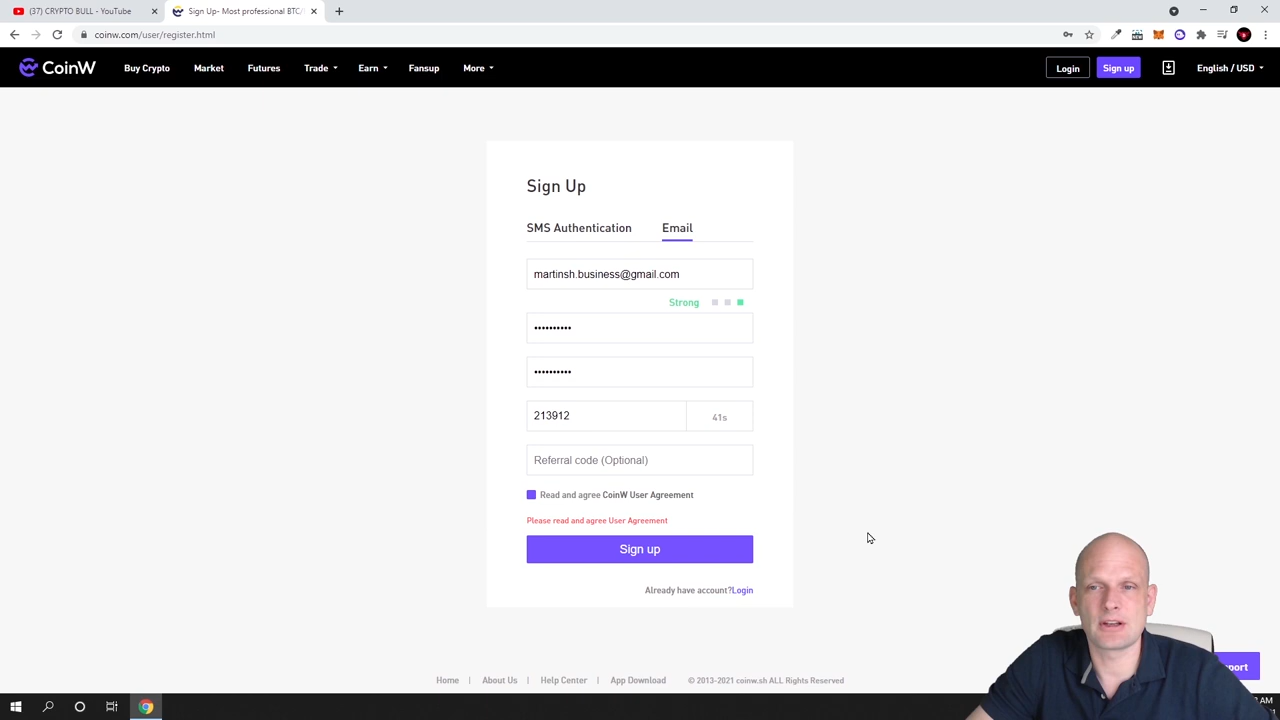 (37) CRYPTO BULL - YouTube
Sign Up- Most professional BTC/
coinw.com/user/register.html
CoinW Buy Crypto Market Futures Trade Earn Fansup More Login Sign up English / USD
Sign Up
SMS Authentication Email
martinsh.business@gmail.com
Strong
••••••••••
••••••••••
213912 41s
Referral code (Optional)
Read and agree CoinW User Agreement
Please read and agree User Agreement
Sign up
Already have account?Login
port
Home | About Us | Help Center | App Download © 2013-2021 coinw.sh ALL Rights Reserved
AM